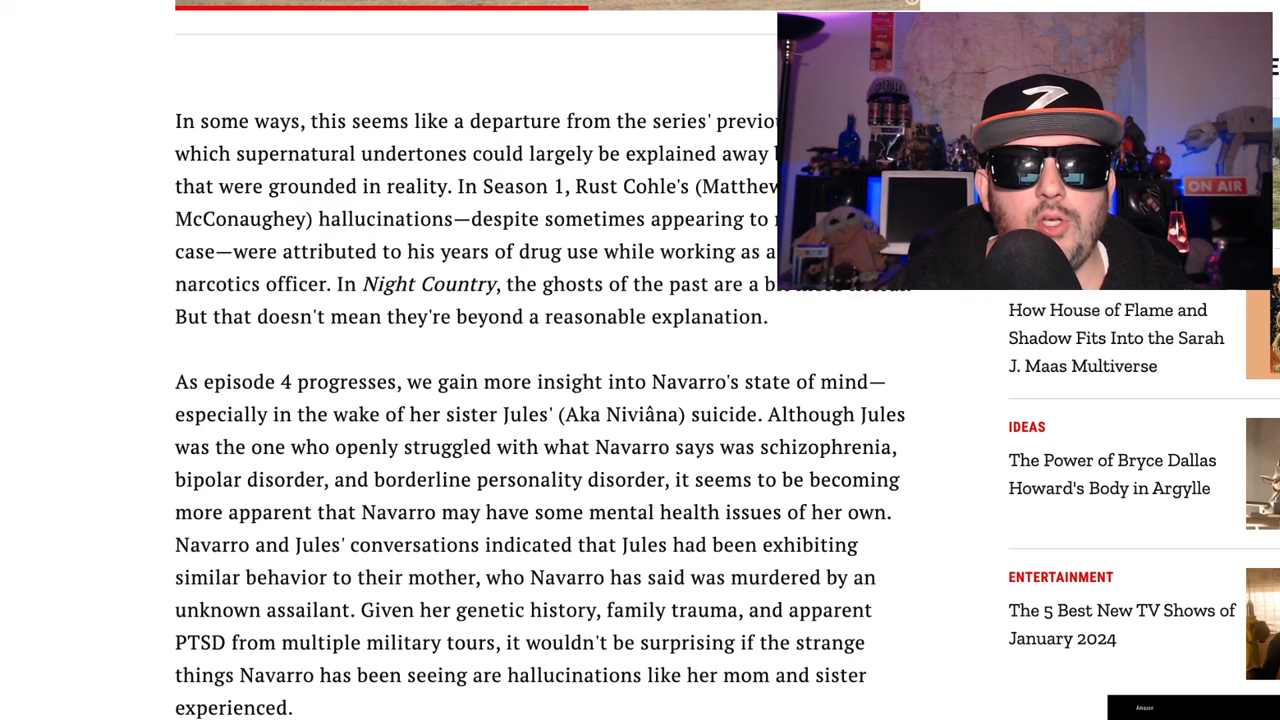 In some ways, this seems like a departure from the series'
which supernatural undertones could largely be explained away
that were grounded in reality. In Season 1, Rust Cohle's (Matthew
McConaughey) hallucinations—despite sometimes appearing to
case—were attributed to his years of drug use while working as a
narcotics officer. In Night Country, the ghosts of the past are a
But that doesn't mean they're beyond a reasonable explanation.
As episode 4 progresses, we gain more insight into Navarro's state of mind—
especially in the wake of her sister Jules' (Aka Niviâna) suicide. Although Jules
was the one who openly struggled with what Navarro says was schizophrenia,
bipolar disorder, and borderline personality disorder, it seems to be becoming
more apparent that Navarro may have some mental health issues of her own.
Navarro and Jules' conversations indicated that Jules had been exhibiting
similar behavior to their mother, who Navarro has said was murdered by an
unknown assailant. Given her genetic history, family trauma, and apparent
PTSD from multiple military tours, it wouldn't be surprising if the strange
things Navarro has been seeing are hallucinations like her mom and sister
experienced.
ON AIR
How House of Flame and
Shadow Fits Into the Sarah
J. Maas Multiverse
IDEAS
The Power of Bryce Dallas
Howard's Body in Argylle
ENTERTAINMENT
The 5 Best New TV Shows of
January 2024
Amazon